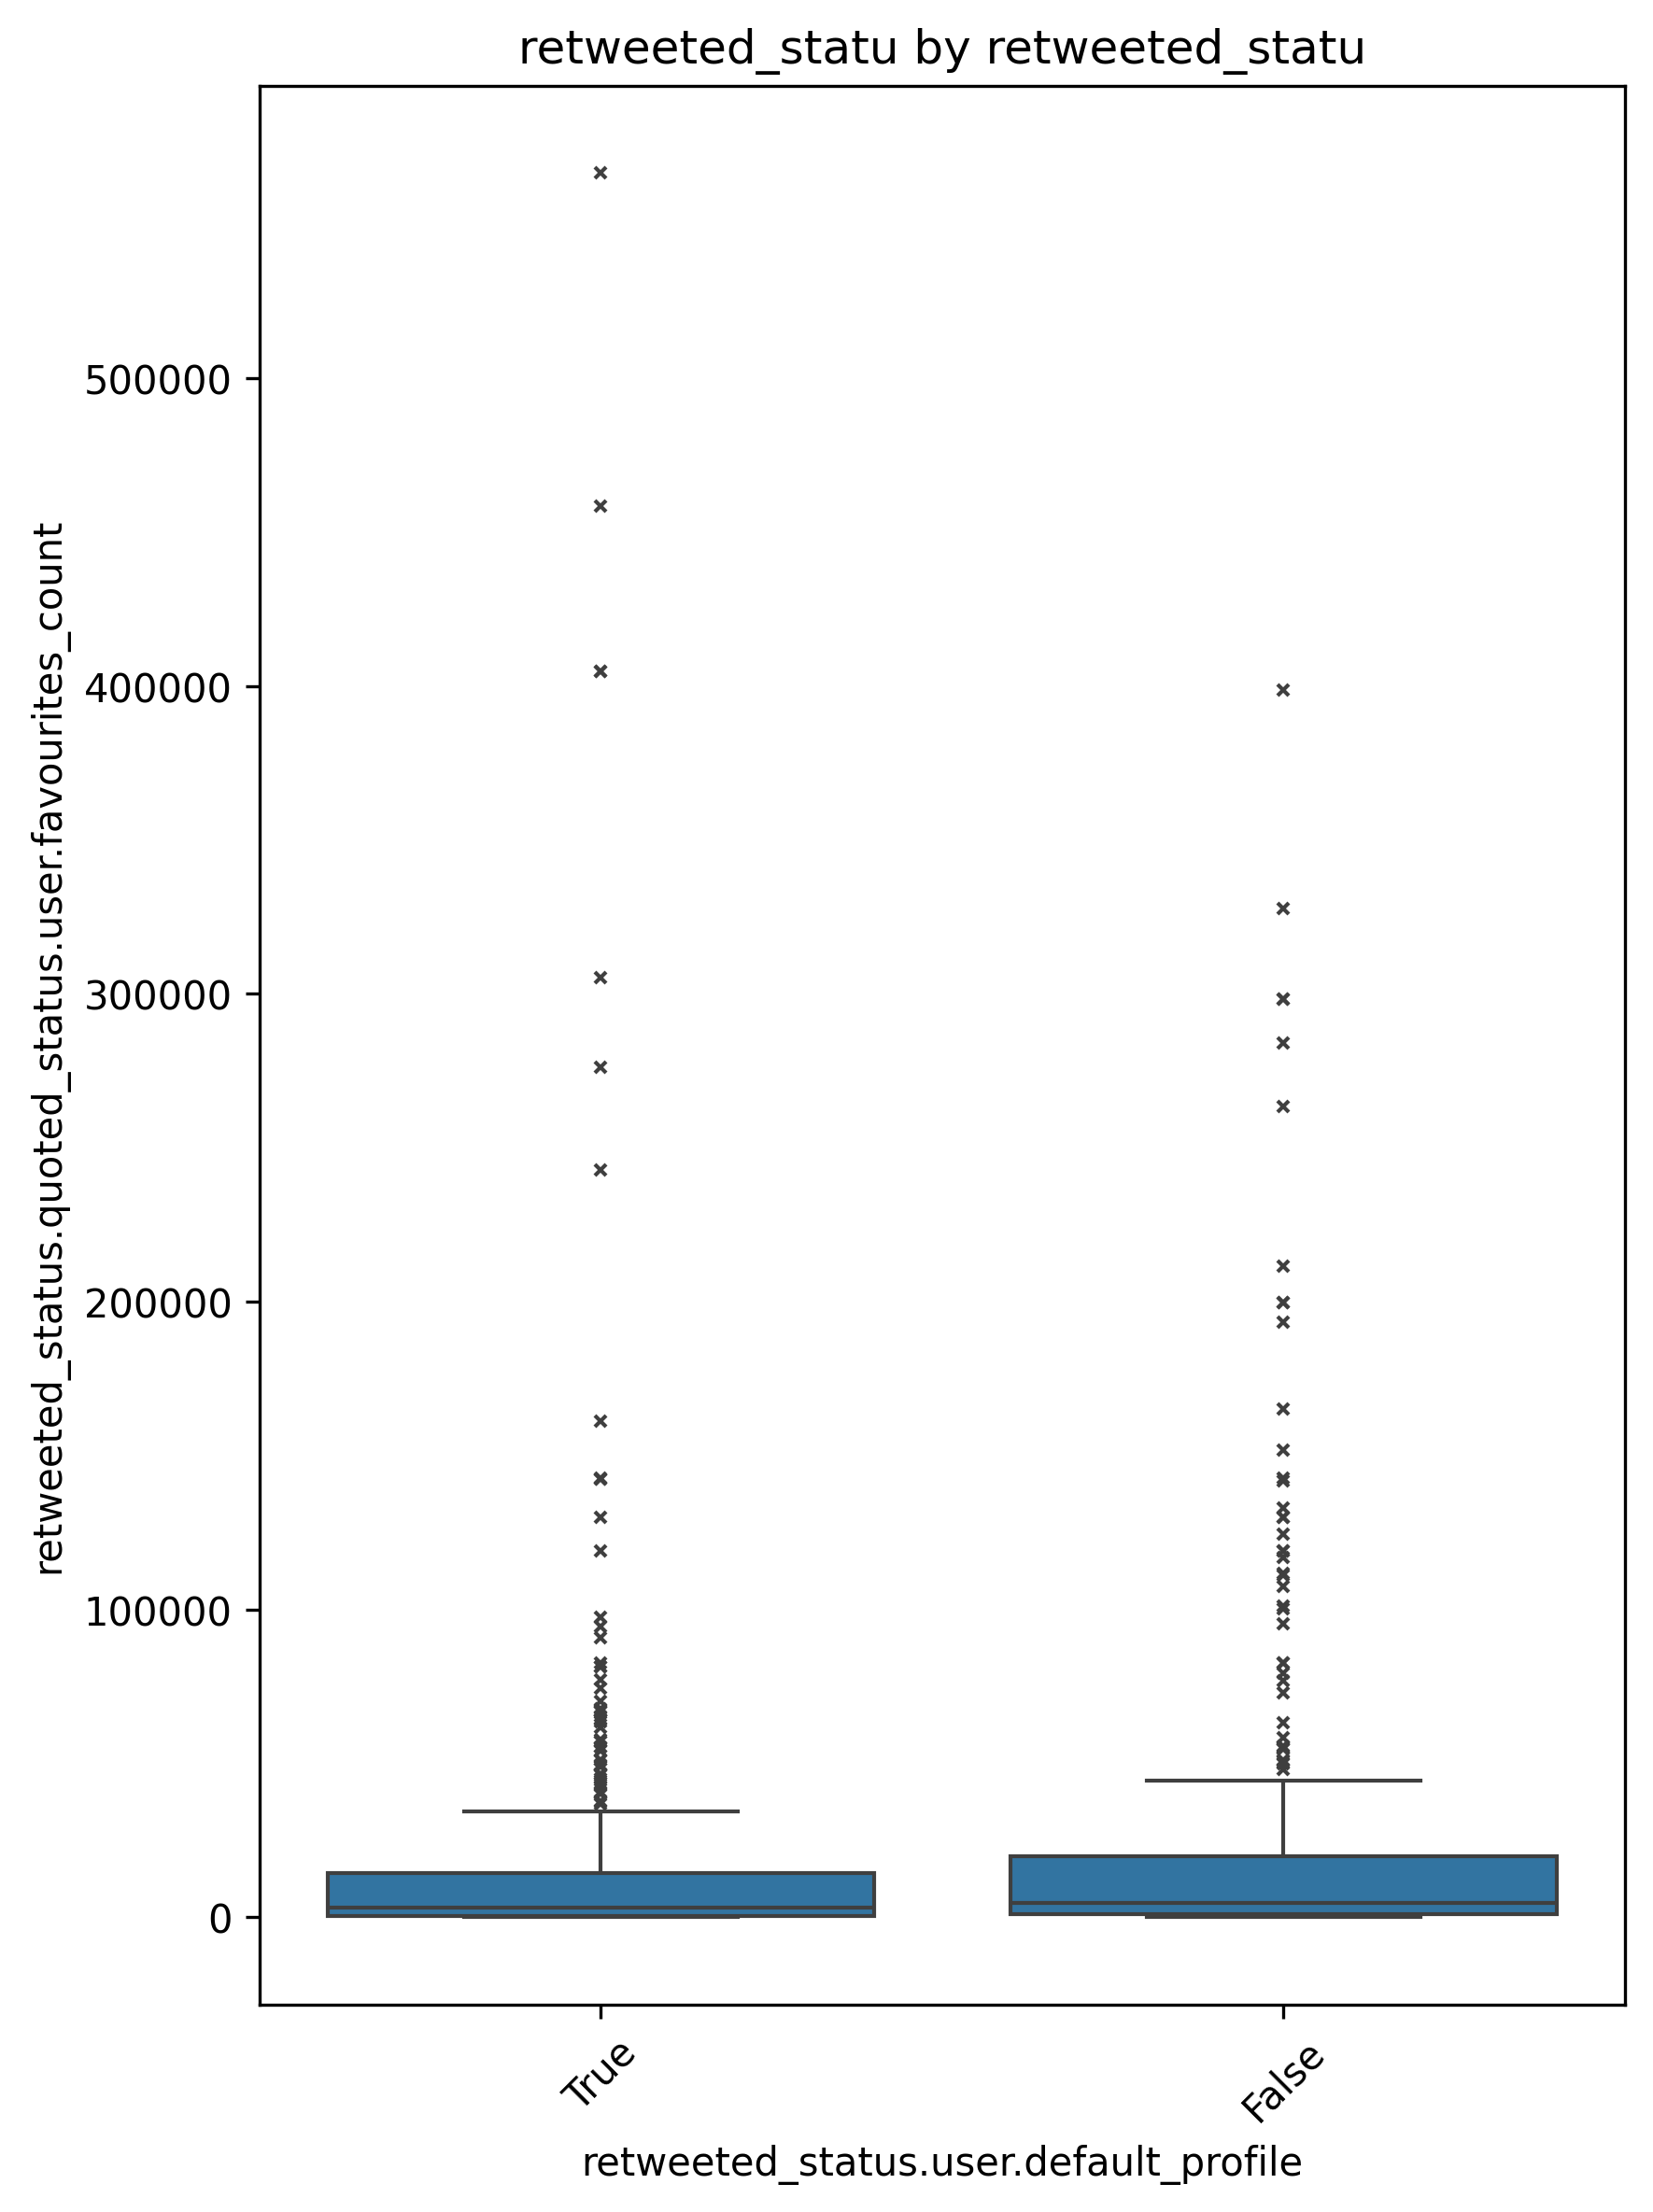 retweeted_statu by retweeted_statu
retweeted_status.quoted_status.user.favourites_count
500000
400000
300000
200000
100000
0
True
False
retweeted_status.user.default_profile